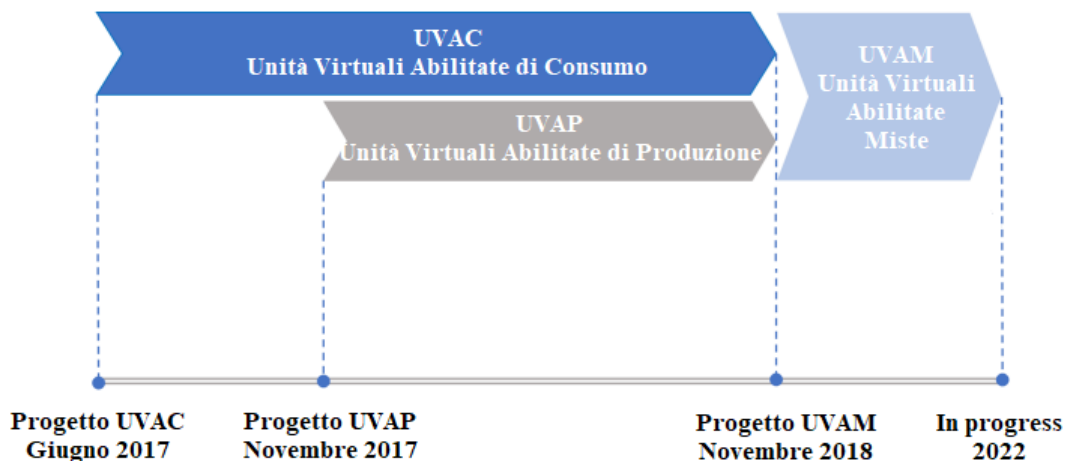 UVAC
Unità Virtuali Abilitate di Consumo
UVAP
Unità Virtuali Abilitate di Produzione
UVAM
Unità Virtuali
Abilitate
Miste
Progetto UVAC
Giugno 2017
Progetto UVAP
Novembre 2017
Progetto UVAM
Novembre 2018
In progress
2022